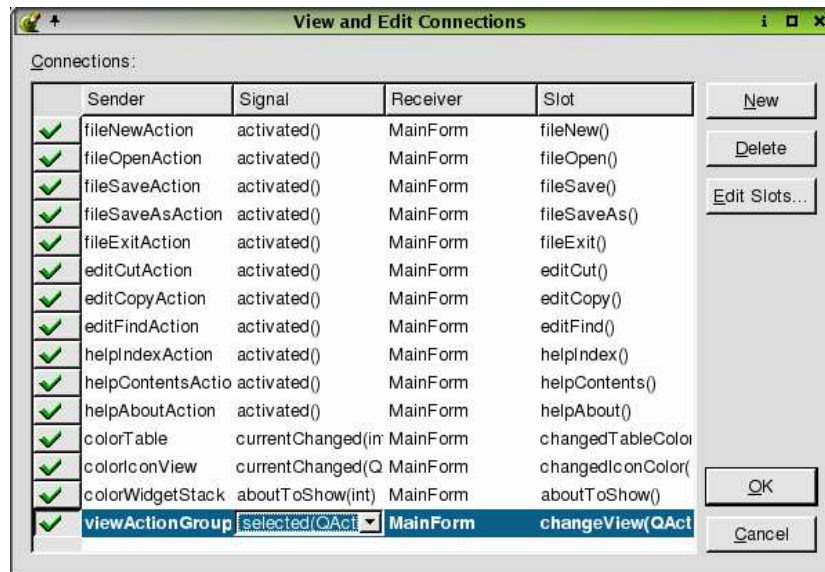 View and Edit Connections
Connections:
Sender Signal Receiver Slot
fileNewAction activated() MainForm fileNew()
fileOpenAction activated() MainForm fileOpen()
fileSaveAction activated() MainForm fileSave()
fileSaveAsAction activated() MainForm fileSaveAs()
fileExitAction activated() MainForm fileExit()
editCutAction activated() MainForm editCut()
editCopyAction activated() MainForm editCopy()
editFindAction activated() MainForm editFind()
helpIndexAction activated() MainForm helpIndex()
helpContentsActio activated() MainForm helpContents()
helpAboutAction activated() MainForm helpAbout()
colorTable currentChanged(in MainForm changedTableColor
colorIconView currentChanged(Q MainForm changedIconColor(
colorWidgetStack aboutToShow(int) MainForm aboutToShow()
viewActionGroup selected(QAct MainForm changeView(QAct
New
Delete
Edit Slots...
OK
Cancel